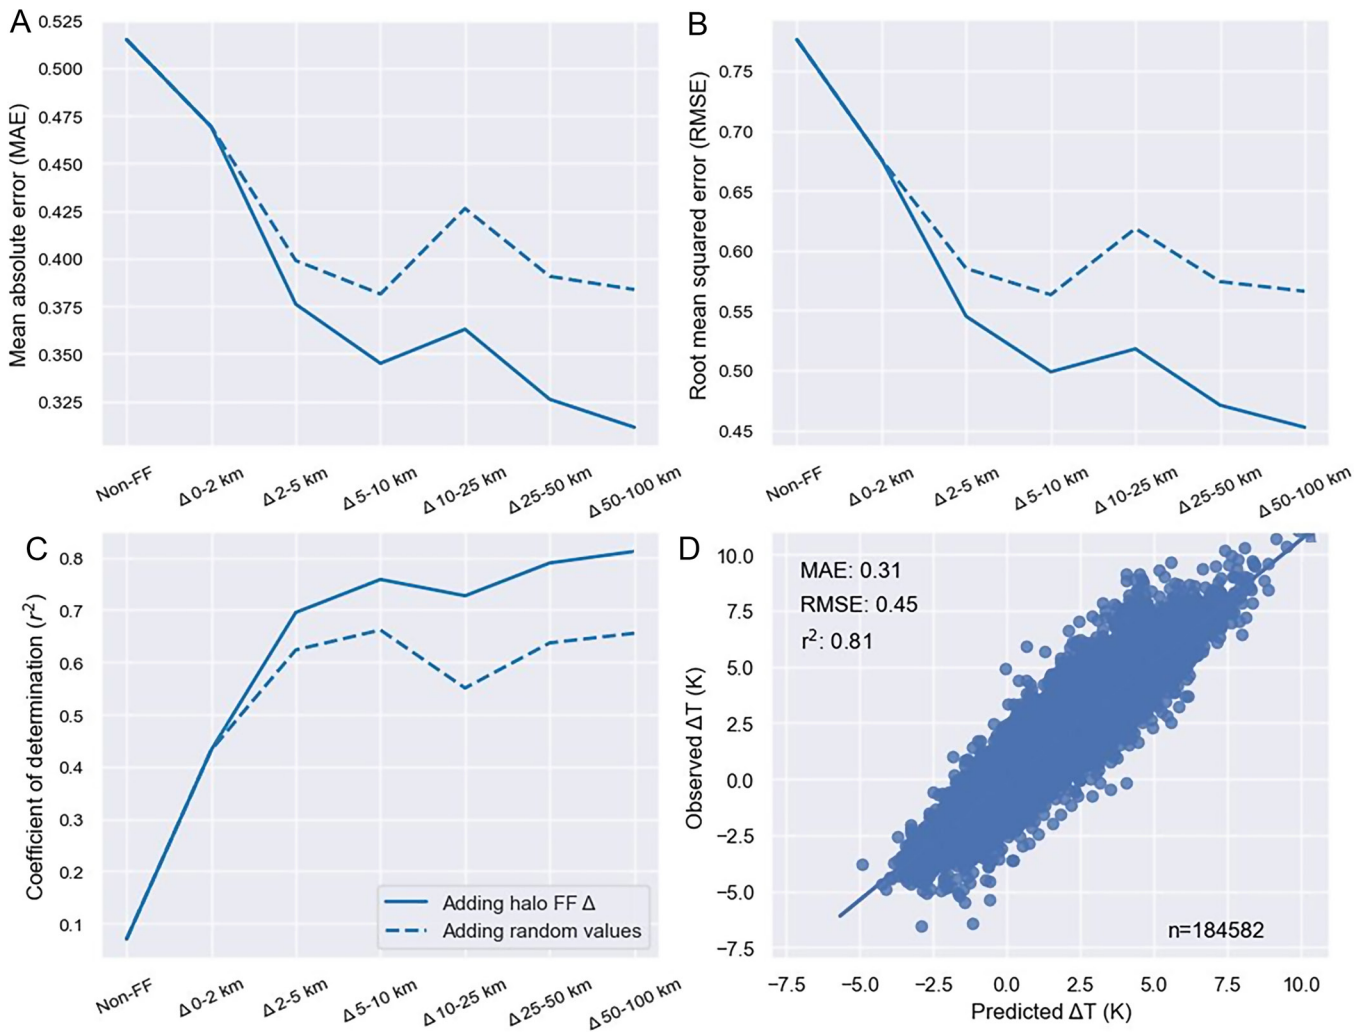 A
Mean absolute error (MAE)
0.525
0.500
0.475
0.450
0.425
0.400
0.375
0.350
0.325
Non-FF
Δ 0-2 km
Δ 2-5 km
Δ 5-10 km
Δ 10-25 km
Δ 25-50 km
Δ 50-100 km
B
Root mean squared error (RMSE)
0.75
0.70
0.65
0.60
0.55
0.50
0.45
Non-FF
Δ 0-2 km
Δ 2-5 km
Δ 5-10 km
Δ 10-25 km
Δ 25-50 km
Δ 50-100 km
C
Coefficient of determination (r²)
0.8
0.7
0.6
0.5
0.4
0.3
0.2
0.1
Adding halo FF Δ
Adding random values
Non-FF
Δ 0-2 km
Δ 2-5 km
Δ 5-10 km
Δ 10-25 km
Δ 25-50 km
Δ 50-100 km
D
Observed ΔT (K)
10.0
7.5
5.0
2.5
0.0
−2.5
−5.0
−7.5
MAE: 0.31
RMSE: 0.45
r²: 0.81
n=184582
−7.5
−5.0
−2.5
0.0
2.5
5.0
7.5
10.0
Predicted ΔT (K)